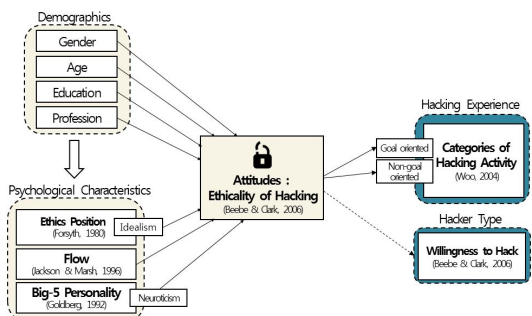 Demographics
Gender
Age
Education
Profession
Psychological Characteristics
Ethics Position
(Forsyth, 1980)
Idealism
Flow
(Jackson & Marsh, 1996)
Big-5 Personality
(Goldberg, 1992)
Neuroticism
Attitudes :
Ethicality of Hacking
(Beebe & Clark, 2006)
Hacking Experience
Goal oriented
Non-goal
oriented
Categories of
Hacking Activity
(Woo, 2004)
Hacker Type
Willingness to Hack
(Beebe & Clark, 2006)